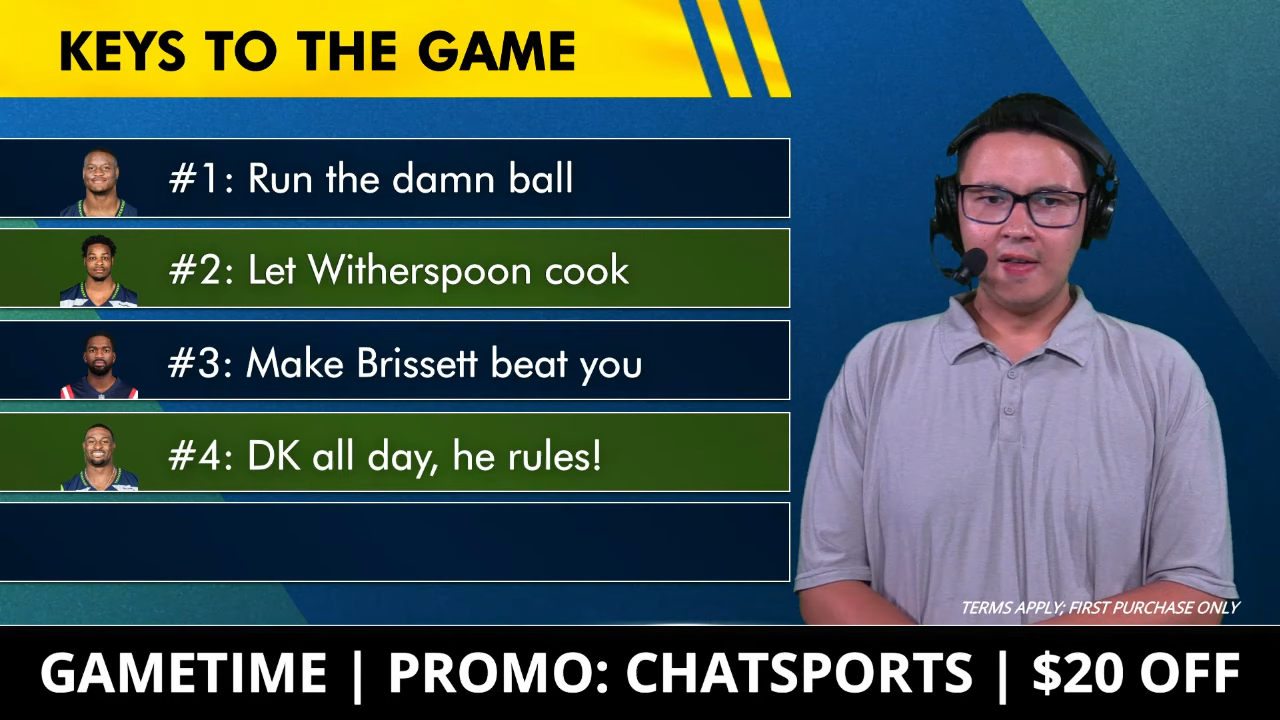 KEYS TO THE GAME
#1: Run the damn ball
#2: Let Witherspoon cook
#3: Make Brissett beat you
#4: DK all day, he rules!
TERMS APPLY; FIRST PURCHASE ONLY
GAMETIME | PROMO: CHATSPORTS | $20 OFF